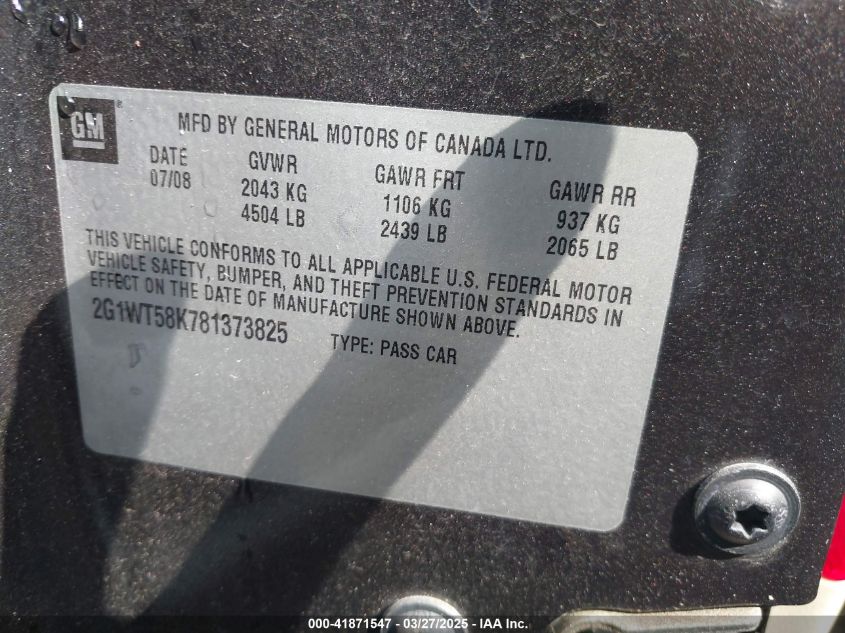 GM ®
MFD BY GENERAL MOTORS OF CANADA LTD.
DATE GVWR GAWR FRT GAWR RR
07/08 2043 KG 1106 KG 937 KG
4504 LB 2439 LB 2065 LB
THIS VEHICLE CONFORMS TO ALL APPLICABLE U.S. FEDERAL MOTOR
VEHICLE SAFETY, BUMPER, AND THEFT PREVENTION STANDARDS IN
EFFECT ON THE DATE OF MANUFACTURE SHOWN ABOVE.
2G1WT58K781373825 TYPE: PASS CAR
000-41871547 - 03/27/2025 - IAA Inc.